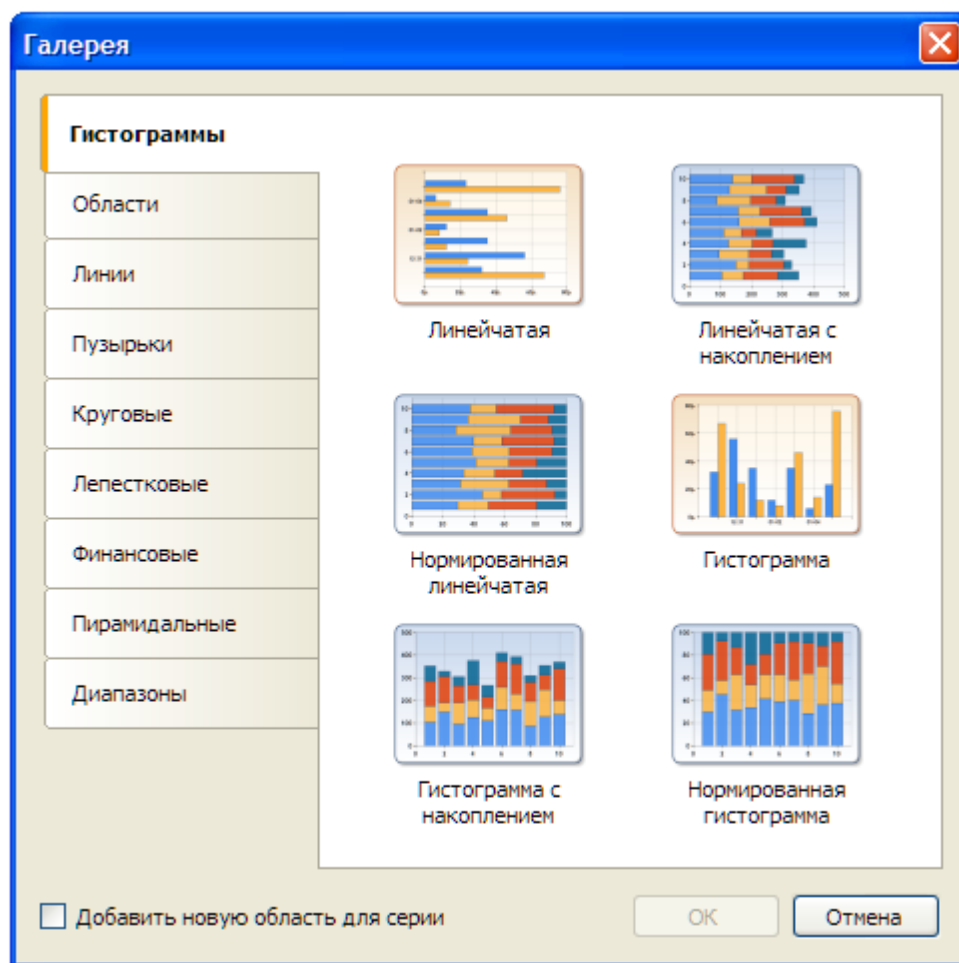 Галерея
Гистограммы
Области
Линии
Пузырьки
Круговые
Лепестковые
Финансовые
Пирамидальные
Диапазоны
Линейчатая
Линейчатая с
накоплением
Нормированная
линейчатая
Гистограмма
Гистограмма с
накоплением
Нормированная
гистограмма
Добавить новую область для серии
OK
Отмена